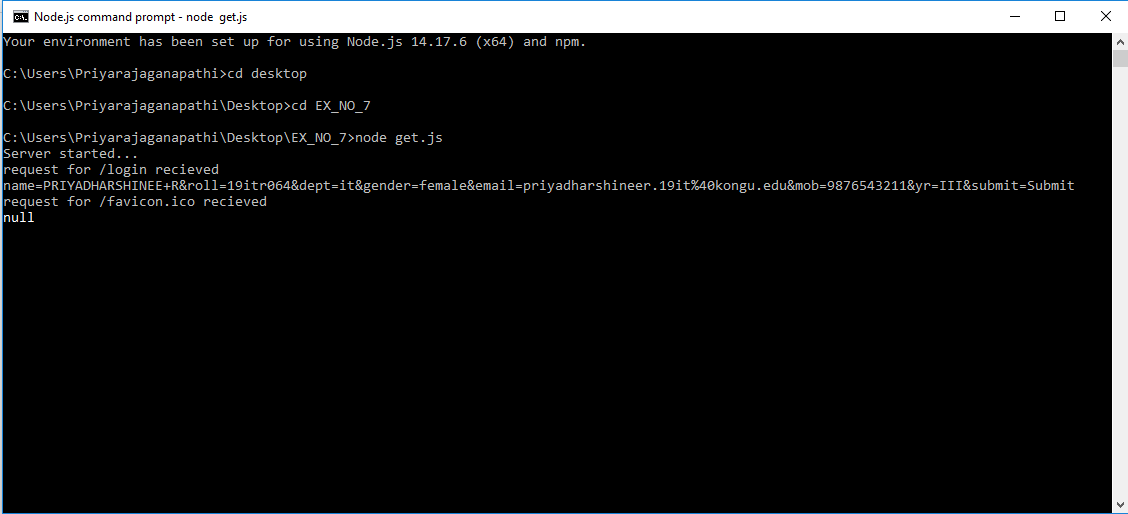 Node.js command prompt - node  get.js
Your environment has been set up for using Node.js 14.17.6 (x64) and npm.
C:\Users\Priyarajaganapathi>cd desktop
C:\Users\Priyarajaganapathi\Desktop>cd EX_NO_7
C:\Users\Priyarajaganapathi\Desktop\EX_NO_7>node get.js
Server started...
request for /login recieved
name=PRIYADHARSHINEE+R&roll=19itr064&dept=it&gender=female&email=priyadharshineer.19it%40kongu.edu&mob=9876543211&yr=III&submit=Submit
request for /favicon.ico recieved
null